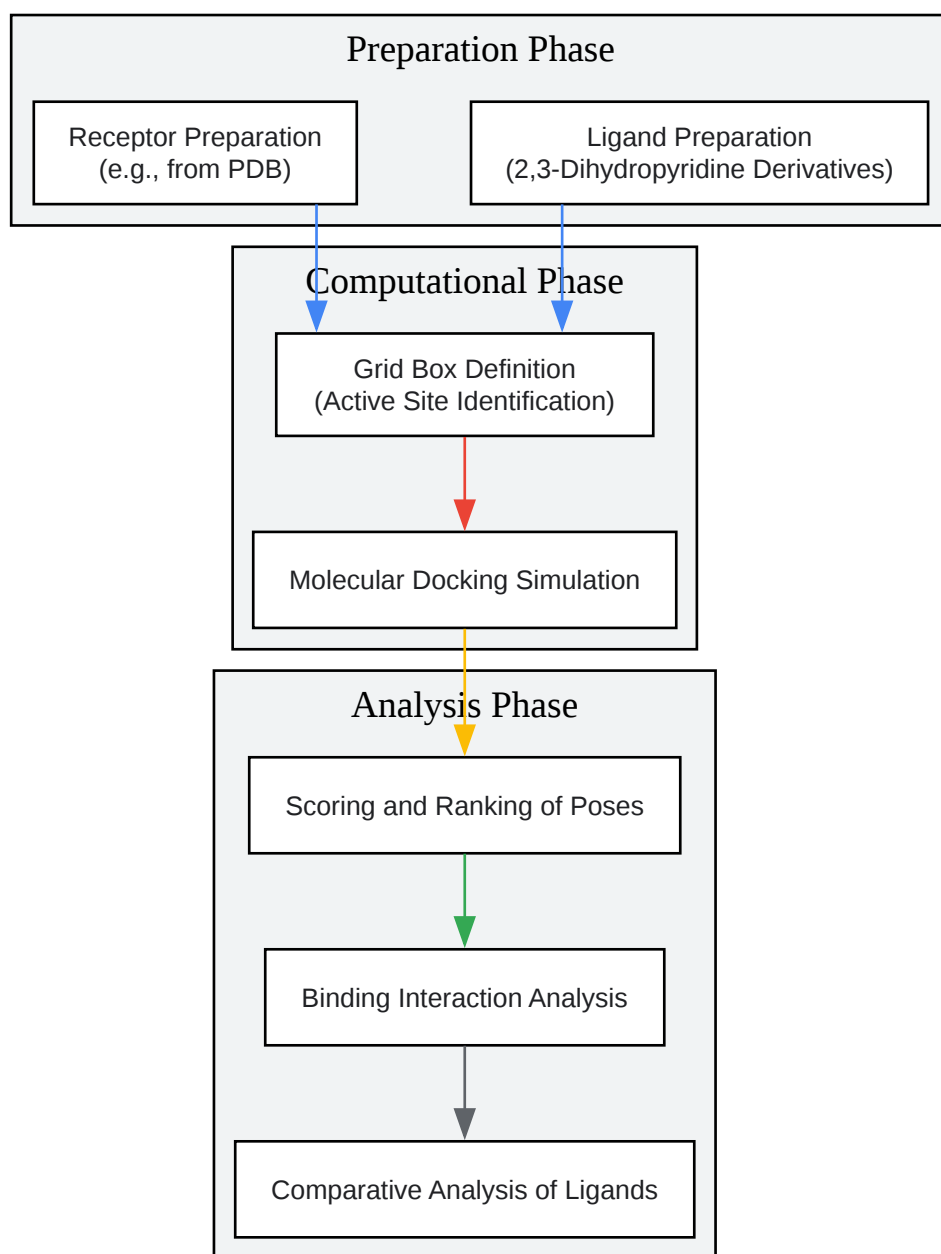 Preparation Phase
Receptor Preparation
(e.g., from PDB)
Ligand Preparation
(2,3-Dihydropyridine Derivatives)
Computational Phase
Grid Box Definition
(Active Site Identification)
Molecular Docking Simulation
Analysis Phase
Scoring and Ranking of Poses
Binding Interaction Analysis
Comparative Analysis of Ligands